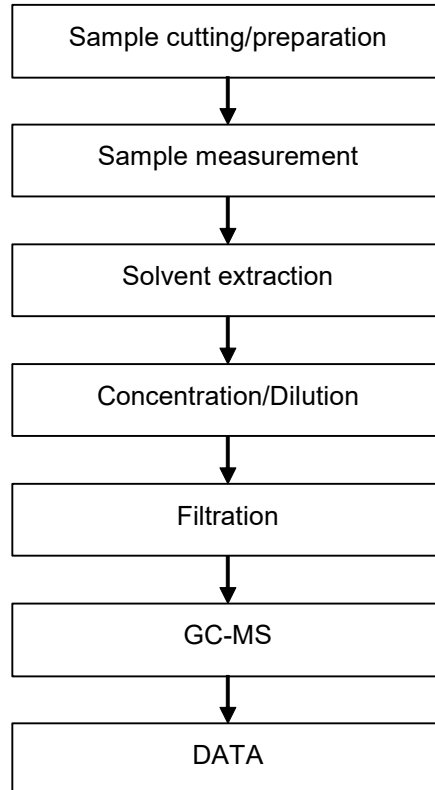 Sample cutting/preparation
Sample measurement
Solvent extraction
Concentration/Dilution
Filtration
GC-MS
DATA